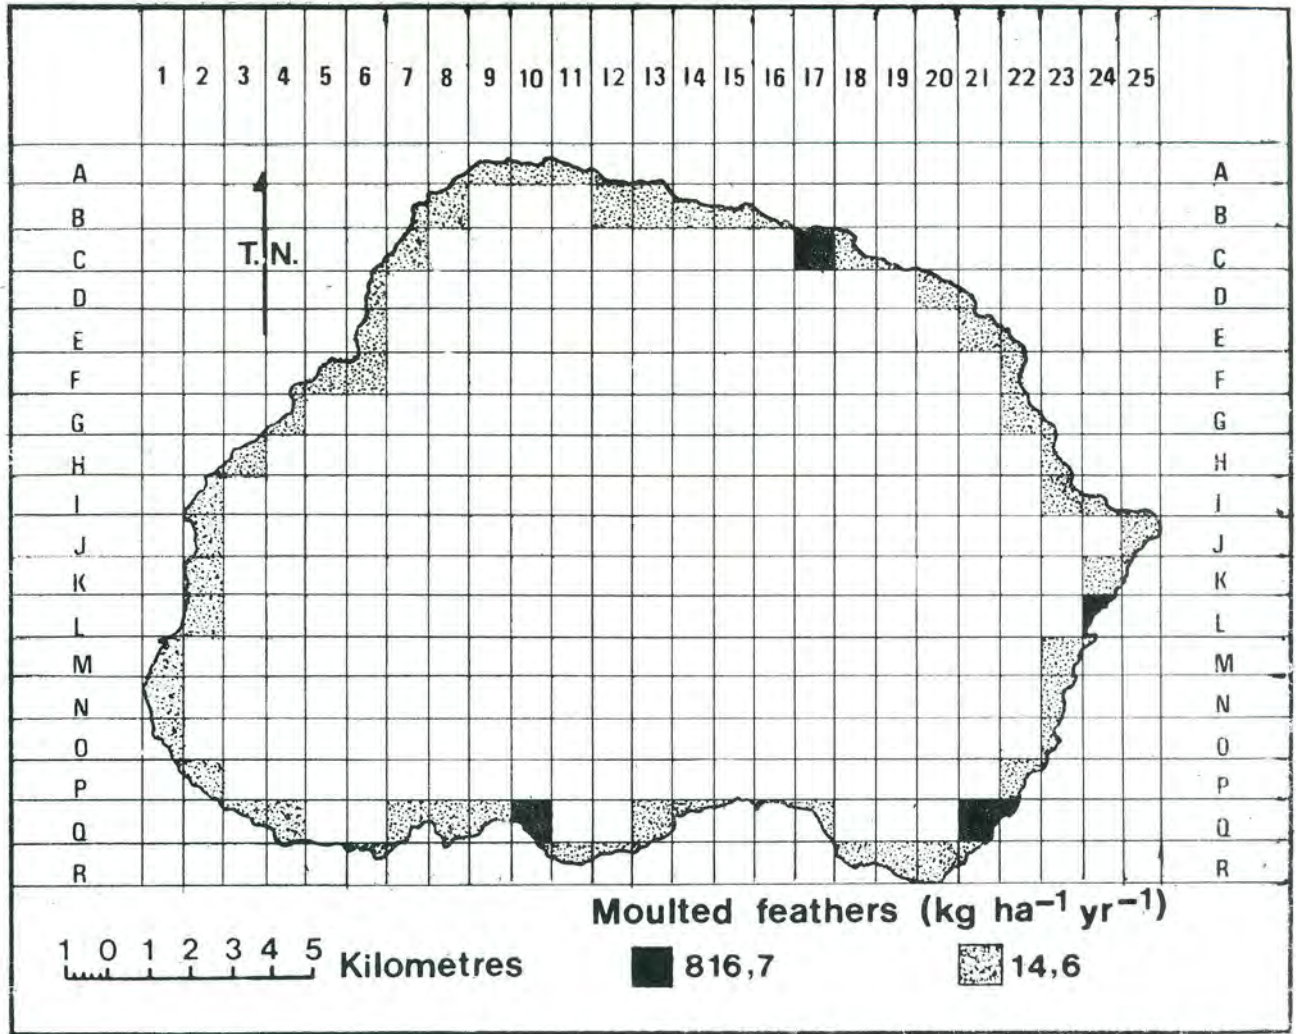 1 2 3 4 5 6 7 8 9 10 11 12 13 14 15 16 17 18 19 20 21 22 23 24 25
A A
B B
T. N.
C C
D D
E E
F F
G G
H H
I I
J J
K K
L L
M M
N N
O O
P P
Q Q
R R
Moulted feathers (kg ha⁻¹ yr⁻¹)
1 0 1 2 3 4 5 Kilometres 816,7 14,6